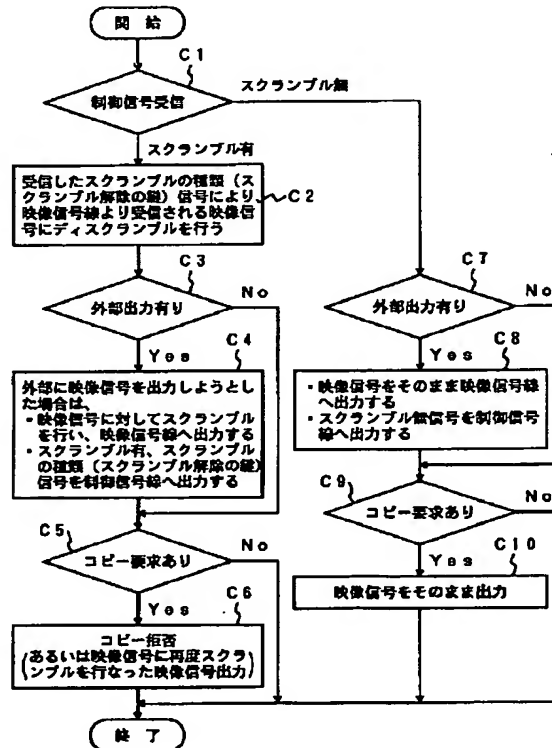 開 始
C1
制御信号受信
スクランブル無
スクランブル有
受信したスクランブルの種類（ス
クランブル解除の鍵）信号により、
映像信号線より受信される映像信
号にディスクランブルを行う
C2
C3
外部出力有り
No
Yes
C4
外部に映像信号を出力しようとし
た場合は、
・映像信号に対してスクランブル
を行い、映像信号線へ出力する
・スクランブル有、スクランブル
の種類（スクランブル解除の鍵）
信号を制御信号線へ出力する
C5
コピー要求あり
No
Yes
C6
コピー拒否
（あるいは映像信号に再度スクラ
ンブルを行なった映像信号出力）
終 了
C7
外部出力有り
No
Yes
C8
・映像信号をそのまま映像信号線
へ出力する
・スクランブル無信号を制御信号
線へ出力する
C9
コピー要求あり
No
Yes
C10
映像信号をそのまま出力